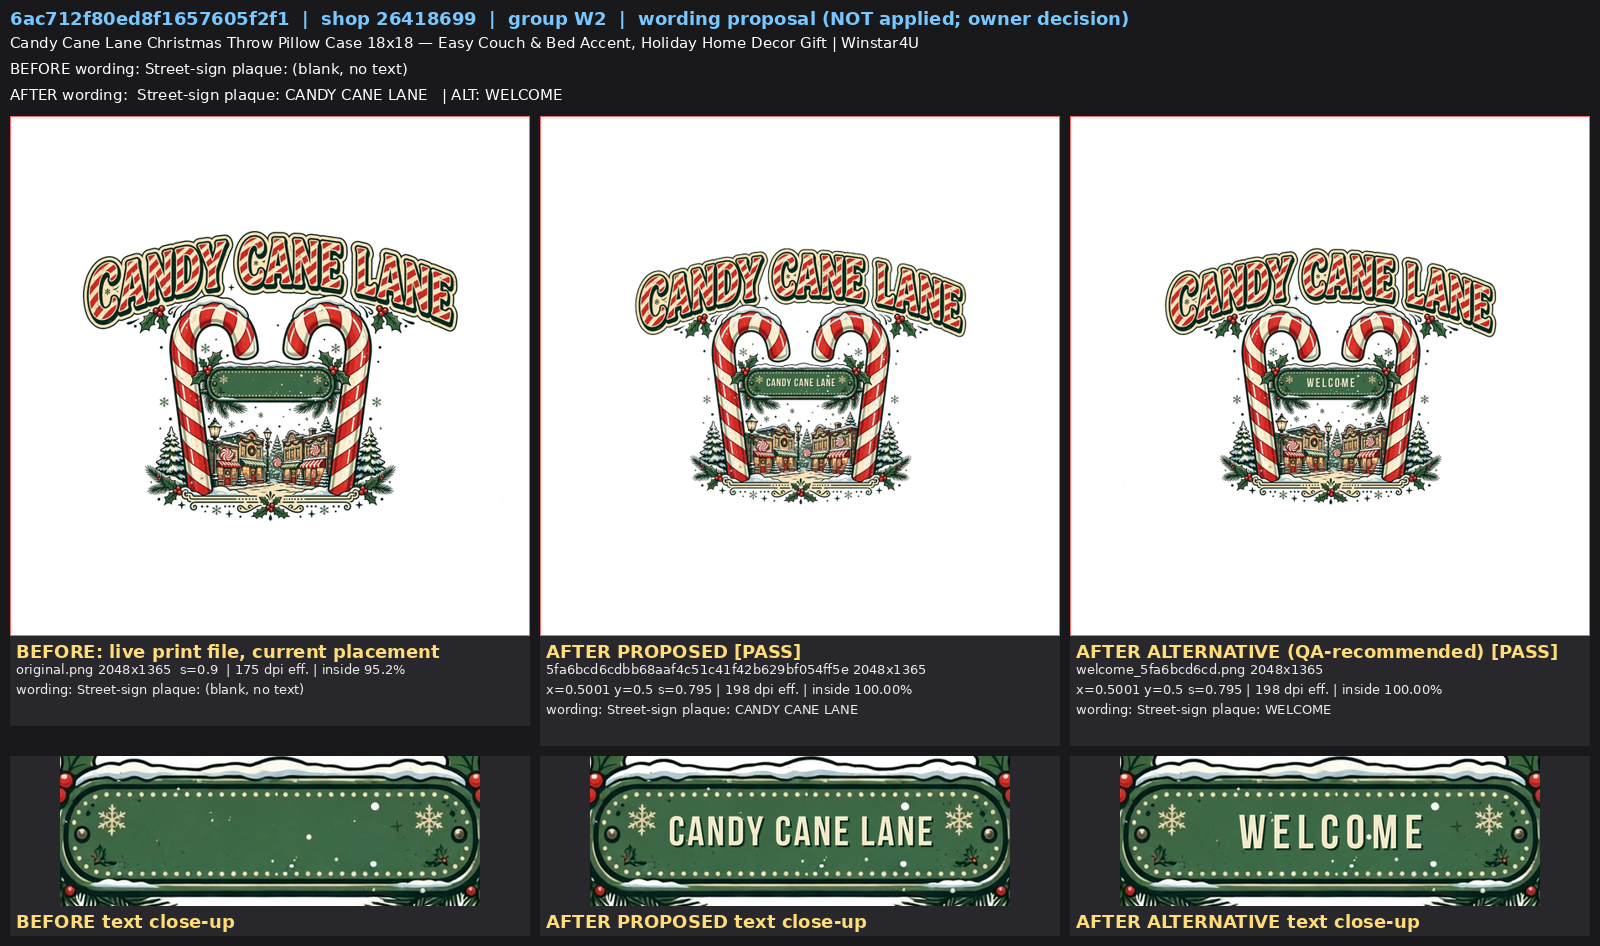 6ac712f80ed8f1657605f2f1 | shop 26418699 | group W2 | wording proposal (NOT applied; owner decision)
Candy Cane Lane Christmas Throw Pillow Case 18x18 — Easy Couch & Bed Accent, Holiday Home Decor Gift | Winstar4U
BEFORE wording: Street-sign plaque: (blank, no text)
AFTER wording: Street-sign plaque: CANDY CANE LANE | ALT: WELCOME
CANDY CANE LANE
CANDY CANE LANE
CANDY CANE LANE
CANDY CANE LANE
WELCOME
BEFORE: live print file, current placement
original.png 2048x1365 s=0.9 | 175 dpi eff. | inside 95.2%
wording: Street-sign plaque: (blank, no text)
AFTER PROPOSED [PASS]
5fa6bcd6cdbb68aaf4c51c41f42b629bf054ff5e 2048x1365
x=0.5001 y=0.5 s=0.795 | 198 dpi eff. | inside 100.00%
wording: Street-sign plaque: CANDY CANE LANE
AFTER ALTERNATIVE (QA-recommended) [PASS]
welcome_5fa6bcd6cd.png 2048x1365
x=0.5001 y=0.5 s=0.795 | 198 dpi eff. | inside 100.00%
wording: Street-sign plaque: WELCOME
CANDY CANE LANE
WELCOME
BEFORE text close-up
AFTER PROPOSED text close-up
AFTER ALTERNATIVE text close-up